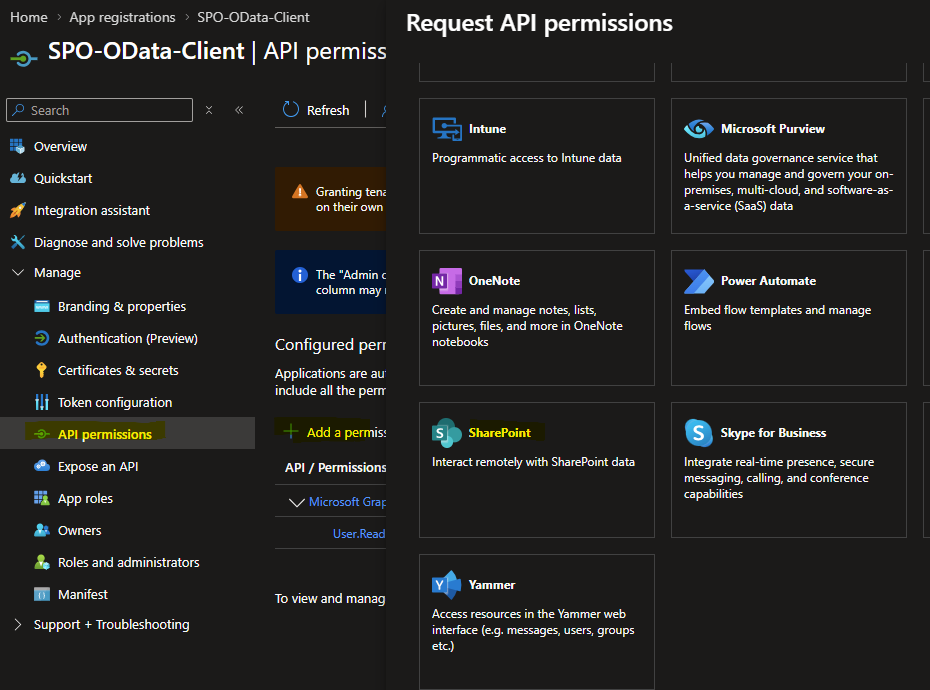 Home > App registrations > SPO-OData-Client
SPO-OData-Client | API permiss
Search
Refresh
Overview
Quickstart
Integration assistant
Diagnose and solve problems
Manage
Branding & properties
Authentication (Preview)
Certificates & secrets
Token configuration
API permissions
Expose an API
App roles
Owners
Roles and administrators
Manifest
Support + Troubleshooting
Granting tena
on their own
The "Admin c
column may
Configured perr
Applications are au
include all the perm
Add a permiss
API / Permissions
Microsoft Grap
User.Read
To view and manag
Request API permissions
Intune
Programmatic access to Intune data
Microsoft Purview
Unified data governance service that
helps you manage and govern your on-
premises, multi-cloud, and software-as-
a-service (SaaS) data
N
OneNote
Create and manage notes, lists,
pictures, files, and more in OneNote
notebooks
Power Automate
Embed flow templates and manage
flows
S
SharePoint
Interact remotely with SharePoint data
S
Skype for Business
Integrate real-time presence, secure
messaging, calling, and conference
capabilities
Y
Yammer
Access resources in the Yammer web
interface (e.g. messages, users, groups
etc.)